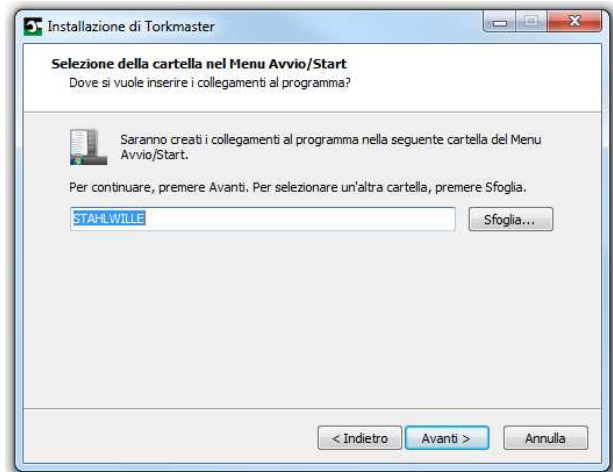 Installazione di Torkmaster
Selezione della cartella nel Menu Avvio/Start
Dove si vuole inserire i collegamenti al programma?
Saranno creati i collegamenti al programma nella seguente cartella del Menu
Avvio/Start.
Per continuare, premere Avanti. Per selezionare un'altra cartella, premere Sfoglia.
STAHLWILLE
Sfoglia...
< Indietro
Avanti >
Annulla